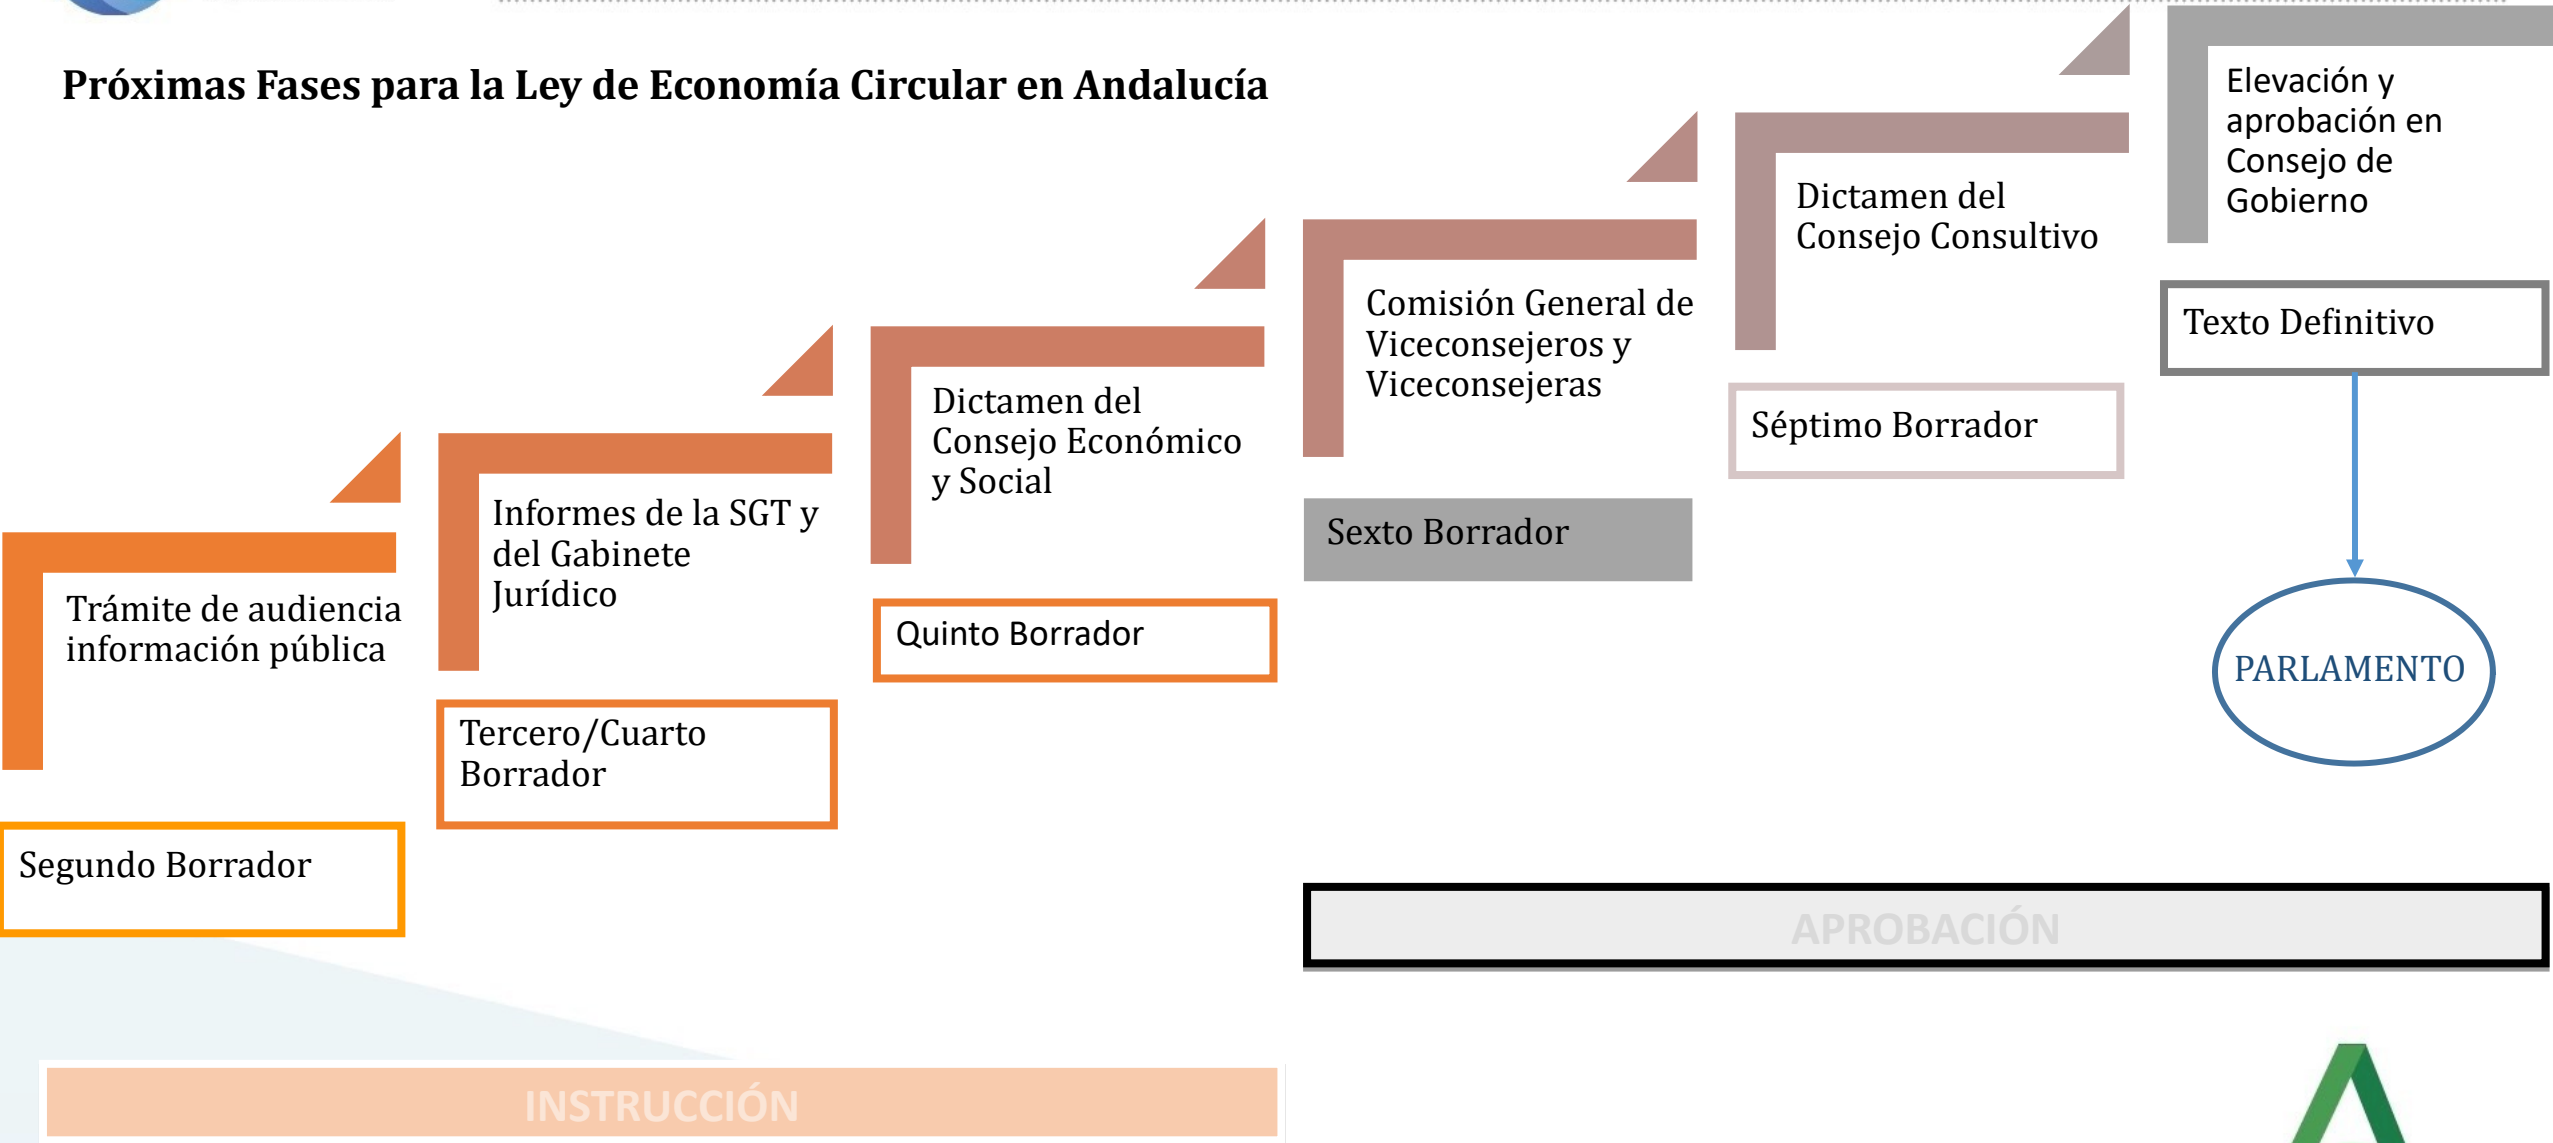 Próximas Fases para la Ley de Economía Circular en Andalucía
Trámite de audiencia
información pública
Segundo Borrador
Informes de la SGT y
del Gabinete
Jurídico
Tercero/Cuarto
Borrador
Dictamen del
Consejo Económico
y Social
Quinto Borrador
Comisión General de
Viceconsejeros y
Viceconsejeras
Sexto Borrador
Dictamen del
Consejo Consultivo
Séptimo Borrador
Elevación y
aprobación en
Consejo de
Gobierno
Texto Definitivo
PARLAMENTO
APROBACIÓN
INSTRUCCIÓN